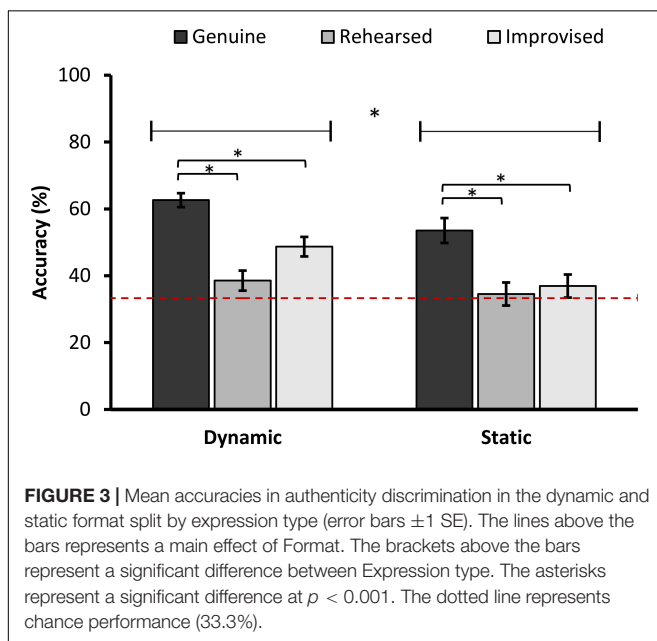 Genuine Rehearsed Improvised
100
*
80
* *
* *
60
Accuracy (%)
40
20
0
Dynamic Static
FIGURE 3 | Mean accuracies in authenticity discrimination in the dynamic and
static format split by expression type (error bars ±1 SE). The lines above the
bars represents a main effect of Format. The brackets above the bars
represent a significant difference between Expression type. The asterisks
represent a significant difference at p < 0.001. The dotted line represents
chance performance (33.3%).